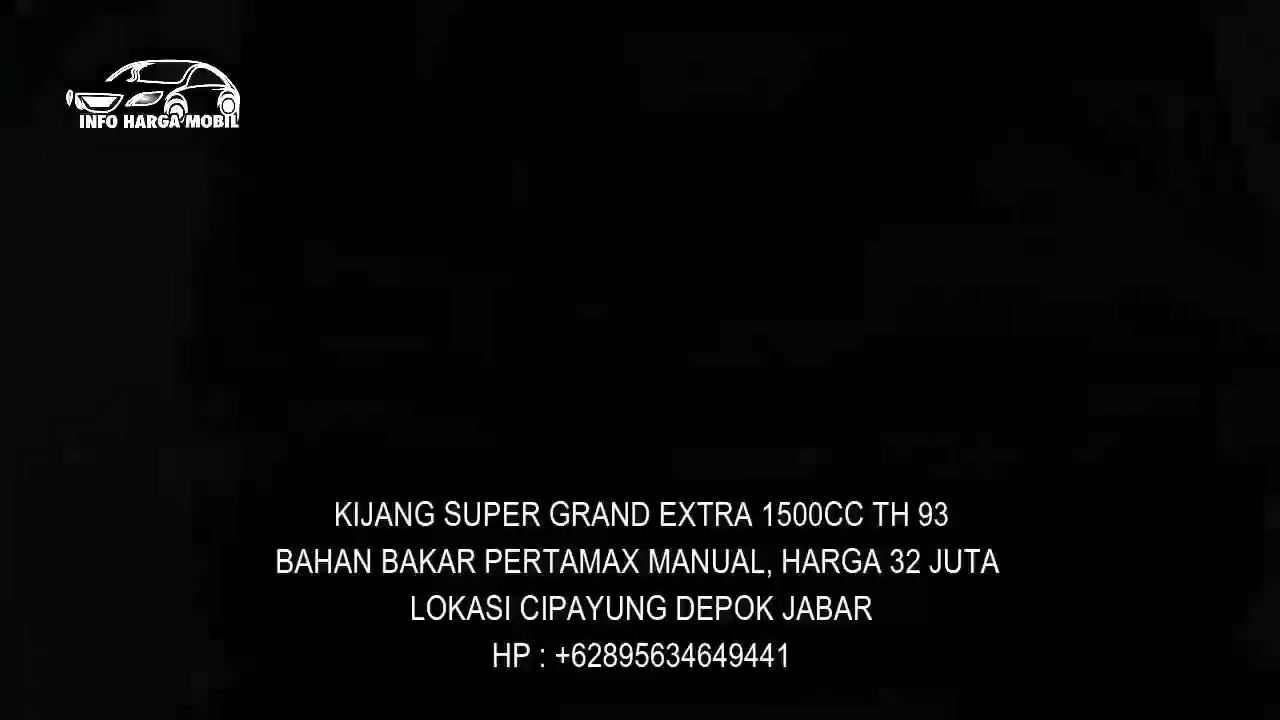 INFO HARGA MOBIL
KIJANG SUPER GRAND EXTRA 1500CC TH 93
BAHAN BAKAR PERTAMAX MANUAL, HARGA 32 JUTA
LOKASI CIPAYUNG DEPOK JABAR
HP : +62895634649441